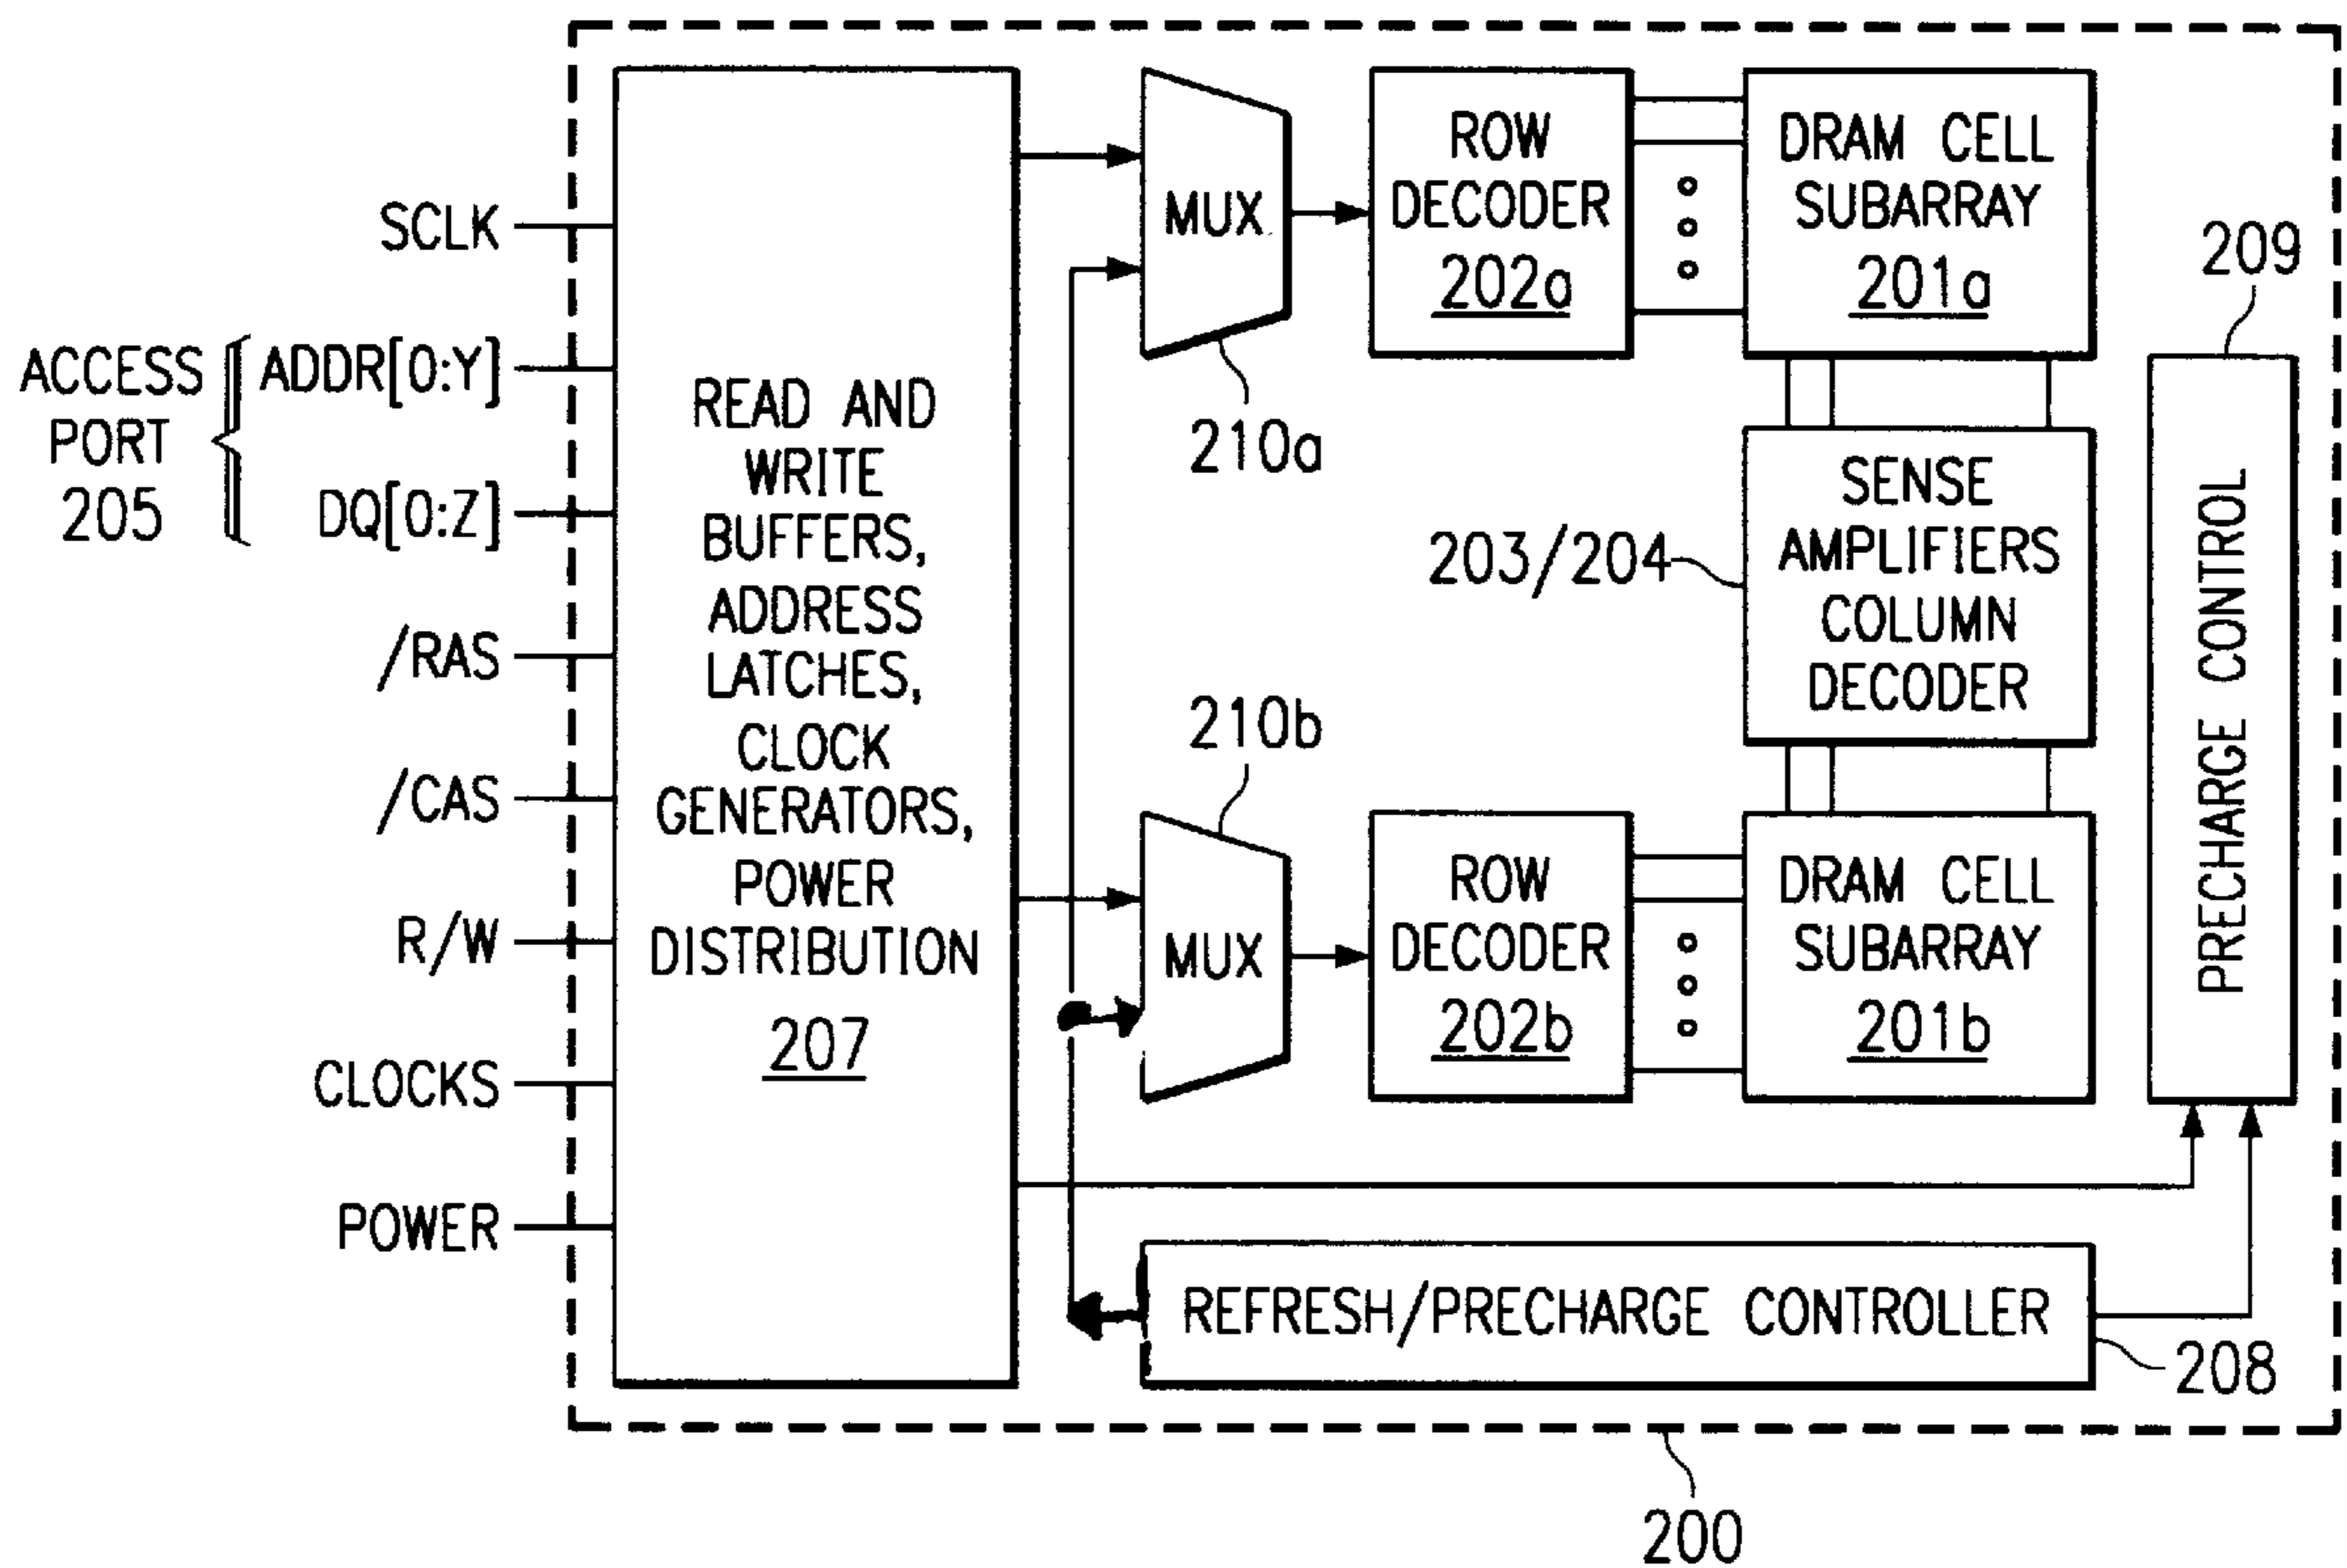 SCLK
ACCESS
PORT
205
ADDR[0:Y]
DQ[0:Z]
/RAS
/CAS
R/W
CLOCKS
POWER
READ AND
WRITE
BUFFERS,
ADDRESS
LATCHES,
CLOCK
GENERATORS,
POWER
DISTRIBUTION
207
MUX
210a
ROW
DECODER
202a
DRAM CELL
SUBARRAY
201a
209
203/204
SENSE
AMPLIFIERS
COLUMN
DECODER
PRECHARGE CONTROL
210b
MUX
ROW
DECODER
202b
DRAM CELL
SUBARRAY
201b
REFRESH/PRECHARGE CONTROLLER
208
200